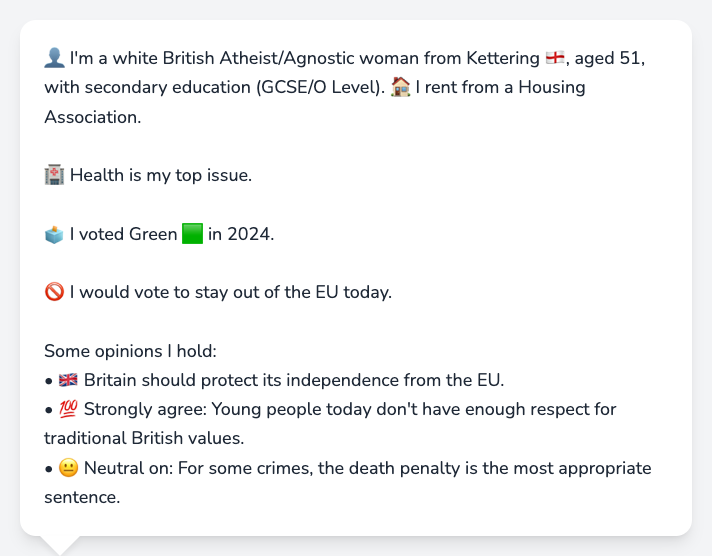 👤 I'm a white British Atheist/Agnostic woman from Kettering 🏴󠁧󠁢󠁥󠁮󠁧󠁿, aged 51,
with secondary education (GCSE/O Level). 🏠 I rent from a Housing
Association.
🏥 Health is my top issue.
🗳️ I voted Green 🟩 in 2024.
🚫 I would vote to stay out of the EU today.
Some opinions I hold:
• 🇬🇧 Britain should protect its independence from the EU.
• 💯 Strongly agree: Young people today don't have enough respect for
traditional British values.
• 😐 Neutral on: For some crimes, the death penalty is the most appropriate
sentence.